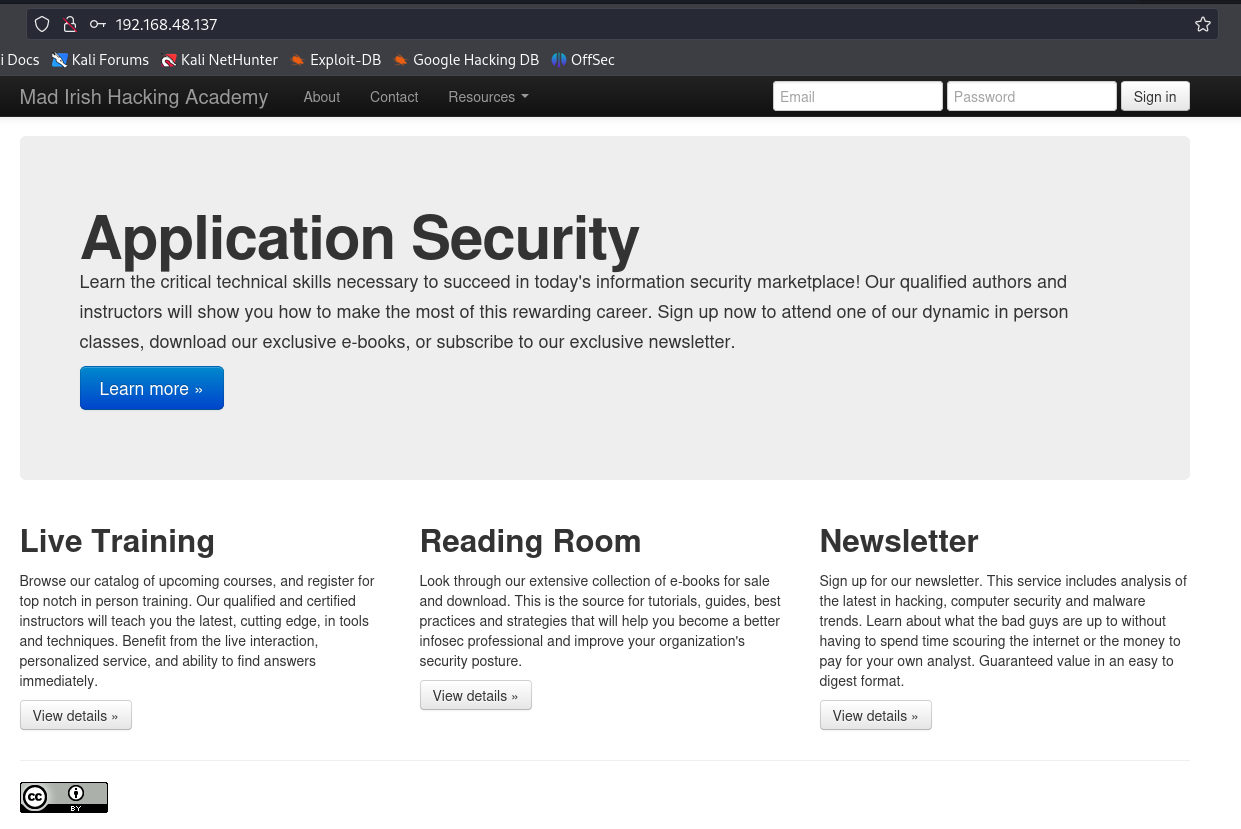 192.168.48.137
i Docs Kali Forums Kali NetHunter Exploit-DB Google Hacking DB OffSec
Mad Irish Hacking Academy About Contact Resources Email Password Sign in
Application Security
Learn the critical technical skills necessary to succeed in today's information security marketplace! Our qualified authors and
instructors will show you how to make the most of this rewarding career. Sign up now to attend one of our dynamic in person
classes, download our exclusive e-books, or subscribe to our exclusive newsletter.
Learn more »
Live Training
Browse our catalog of upcoming courses, and register for
top notch in person training. Our qualified and certified
instructors will teach you the latest, cutting edge, in tools
and techniques. Benefit from the live interaction,
personalized service, and ability to find answers
immediately.
View details »
Reading Room
Look through our extensive collection of e-books for sale
and download. This is the source for tutorials, guides, best
practices and strategies that will help you become a better
infosec professional and improve your organization's
security posture.
View details »
Newsletter
Sign up for our newsletter. This service includes analysis of
the latest in hacking, computer security and malware
trends. Learn about what the bad guys are up to without
having to spend time scouring the internet or the money to
pay for your own analyst. Guaranteed value in an easy to
digest format.
View details »
cc
BY